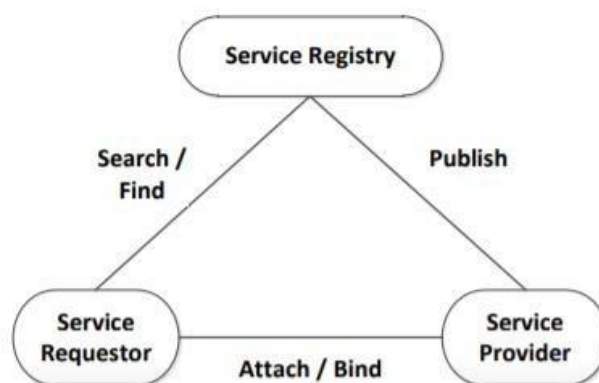 Service Registry
Search /
Find
Publish
Service
Requestor
Service
Provider
Attach / Bind